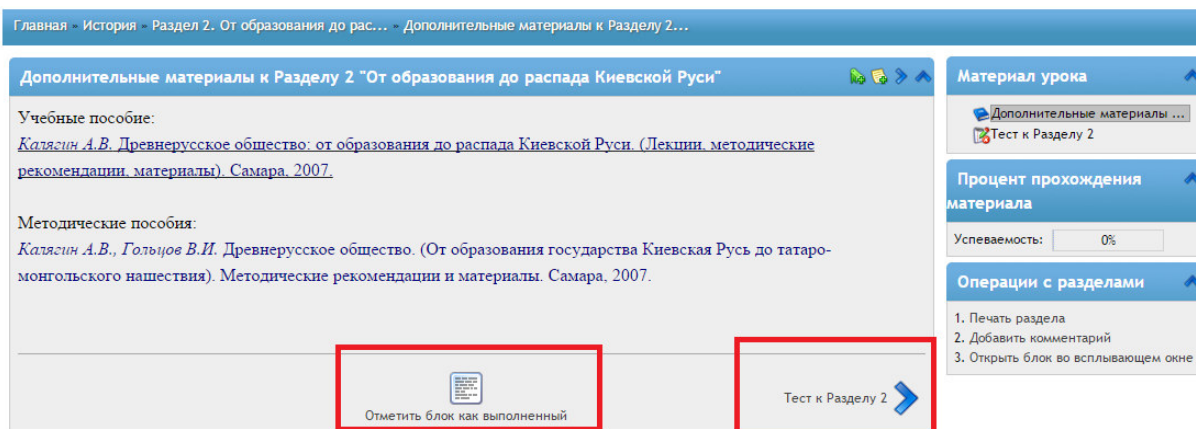 Главная » История » Раздел 2. От образования до рас... » Дополнительные материалы к Разделу 2...
Дополнительные материалы к Разделу 2 "От образования до распада Киевской Руси"
Учебные пособие:
Калягин А.В. Древнерусское общество: от образования до распада Киевской Руси. (Лекции, методические
рекомендации, материалы). Самара, 2007.
Методические пособия:
Калягин А.В., Гольцов В.И. Древнерусское общество. (От образования государства Киевская Русь до татаро-
монгольского нашествия). Методические рекомендации и материалы. Самара, 2007.
Отметить блок как выполненный
Тест к Разделу 2
Материал урока
Дополнительные материалы ...
Тест к Разделу 2
Процент прохождения
материала
Успеваемость: 0%
Операции с разделами
1. Печать раздела
2. Добавить комментарий
3. Открыть блок во всплывающем окне